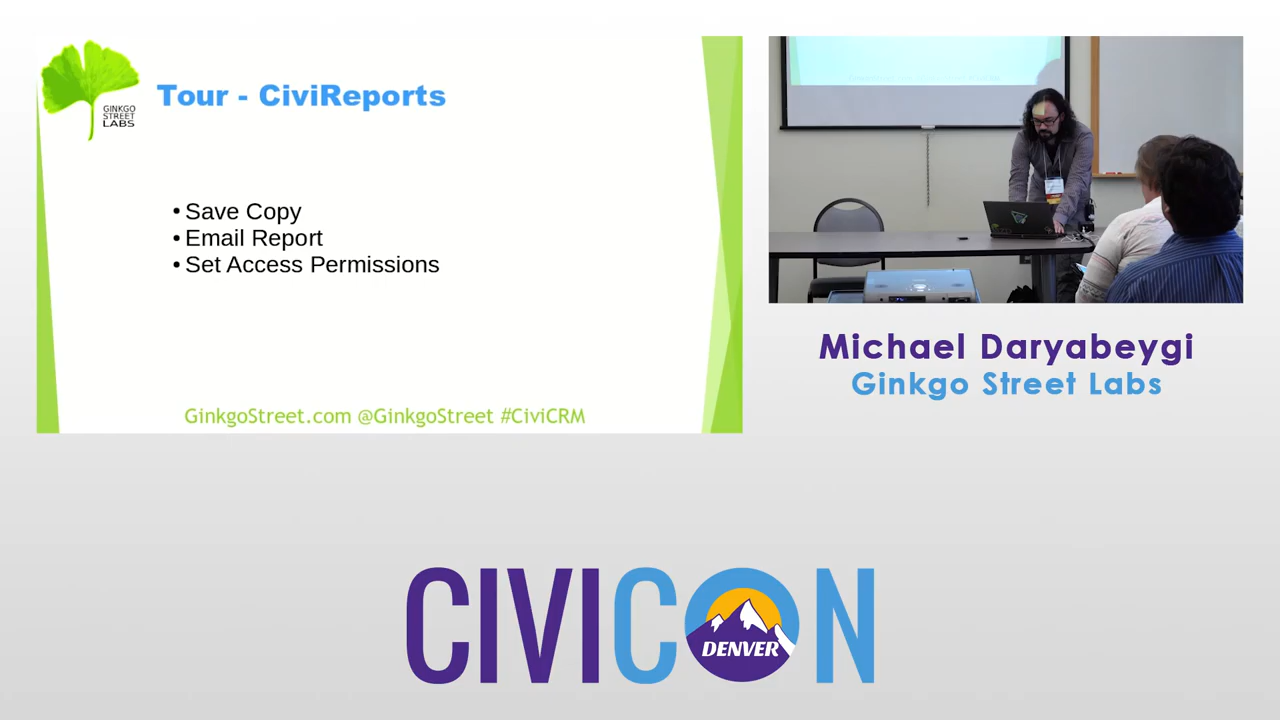 GINKGO
STREET
LABS
Tour - CiviReports
• Save Copy
• Email Report
• Set Access Permissions
GinkgoStreet.com @GinkgoStreet #CiviCRM
Michael Daryabeygi
Ginkgo Street Labs
CIVICON
DENVER